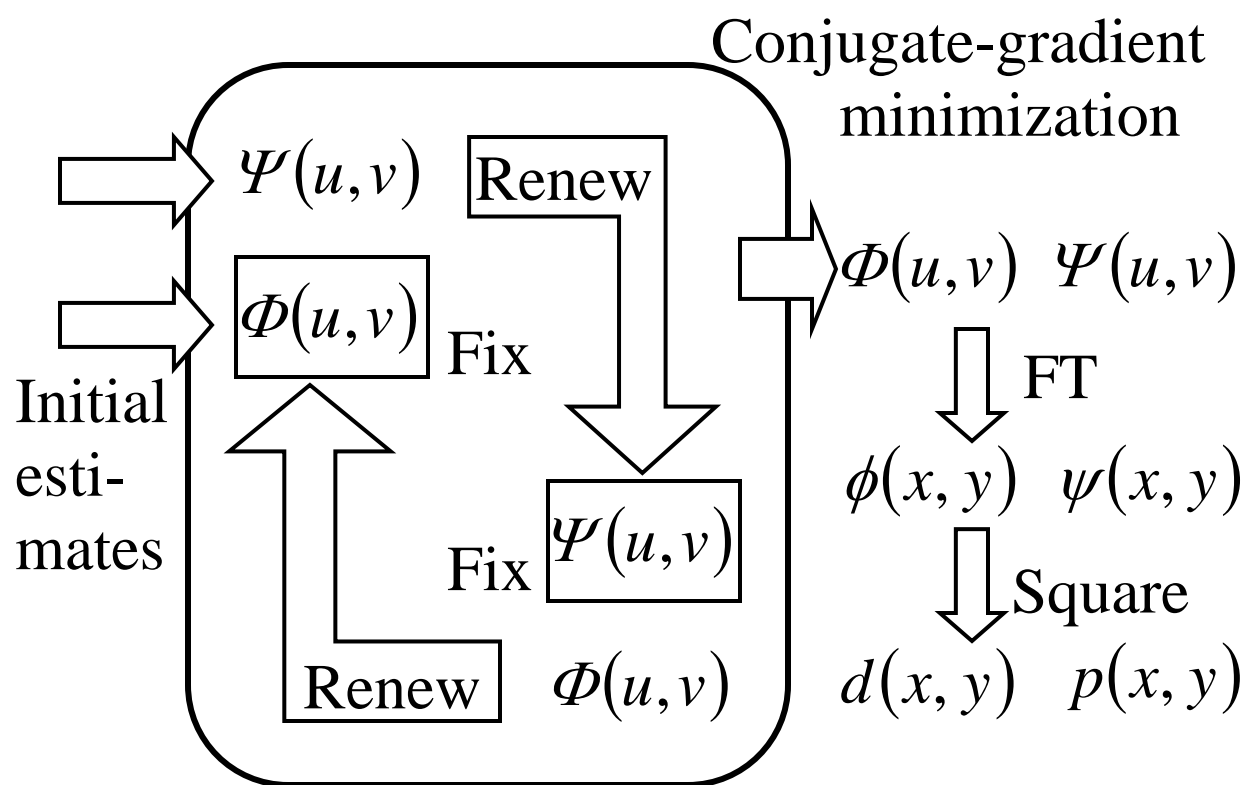 Conjugate-gradient
minimization
Ψ(u,v)
Renew
Φ(u,v)
Fix
Initial
esti-
mates
Fix
Ψ(u,v)
Renew
Φ(u,v)
Φ(u,v) Ψ(u,v)
FT
ϕ(x, y) ψ(x, y)
Square
d(x, y) p(x, y)